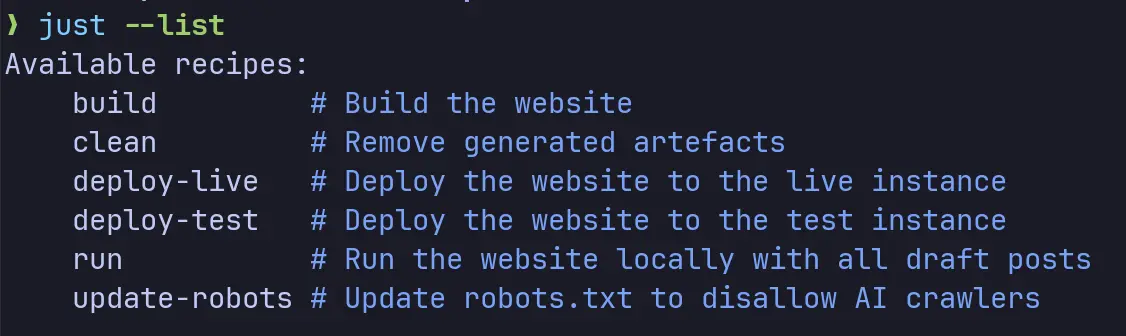 ❯ just --list
Available recipes:
    build         # Build the website
    clean         # Remove generated artefacts
    deploy-live   # Deploy the website to the live instance
    deploy-test   # Deploy the website to the test instance
    run           # Run the website locally with all draft posts
    update-robots # Update robots.txt to disallow AI crawlers